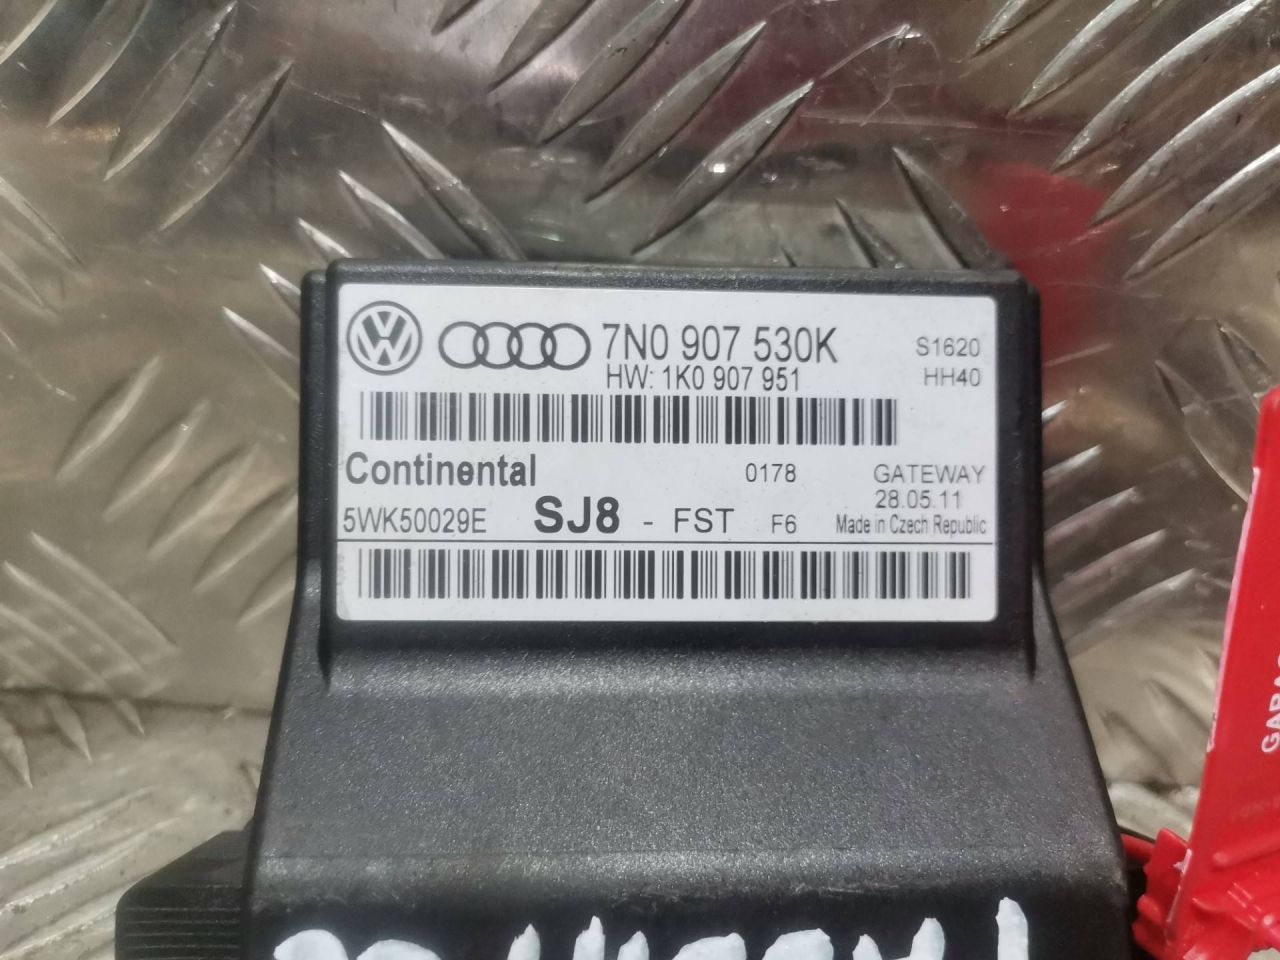 7N0 907 530K
S1620
HW: 1K0 907 951
HH40
Continental
0178
GATEWAY
28.05.11
5WK50029E SJ8 - FST F6
Made in Czech Republic